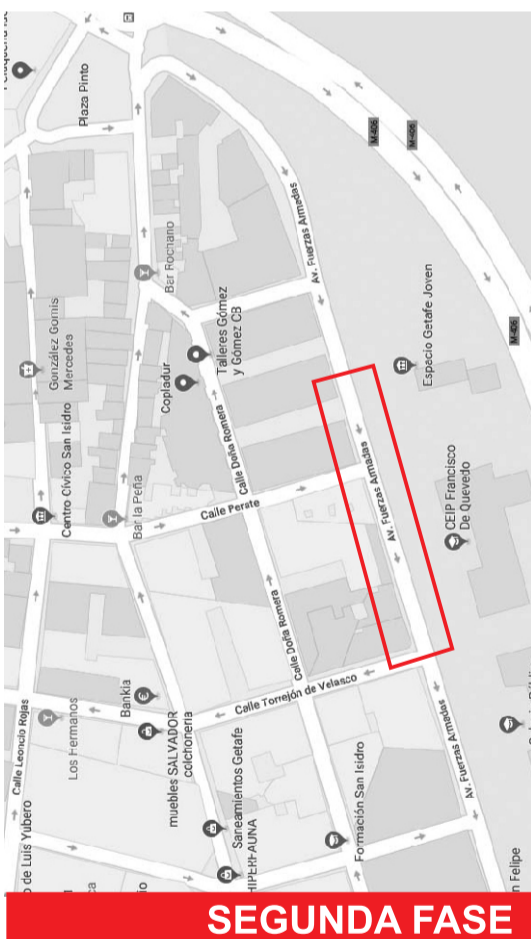 Plaza Pinto
M-406
M-406
M-406
González Gomis
Mercedes
Bar Rochano
Av. Fuerzas Armadas
Talleres Gómez
y Gómez CB
Copladur
Espacio Getafe Joven
Centro Cívico San Isidro
Bar la Peña
Calle Perate
Calle Doña Romera
Av. Fuerzas Armadas
CEIP Francisco
De Quevedo
Calle Leoncio Rojas
Los Hermanos
Bankia
muebles SALVADOR
colchoneria
Calle Torrejón de Velasco
Calle Doña Romera
Av. Fuerzas Armadas
o de Luis Yubero
Saneamientos Getafe
HIPERFAUNA
Formación San Isidro
n Felipe
SEGUNDA FASE